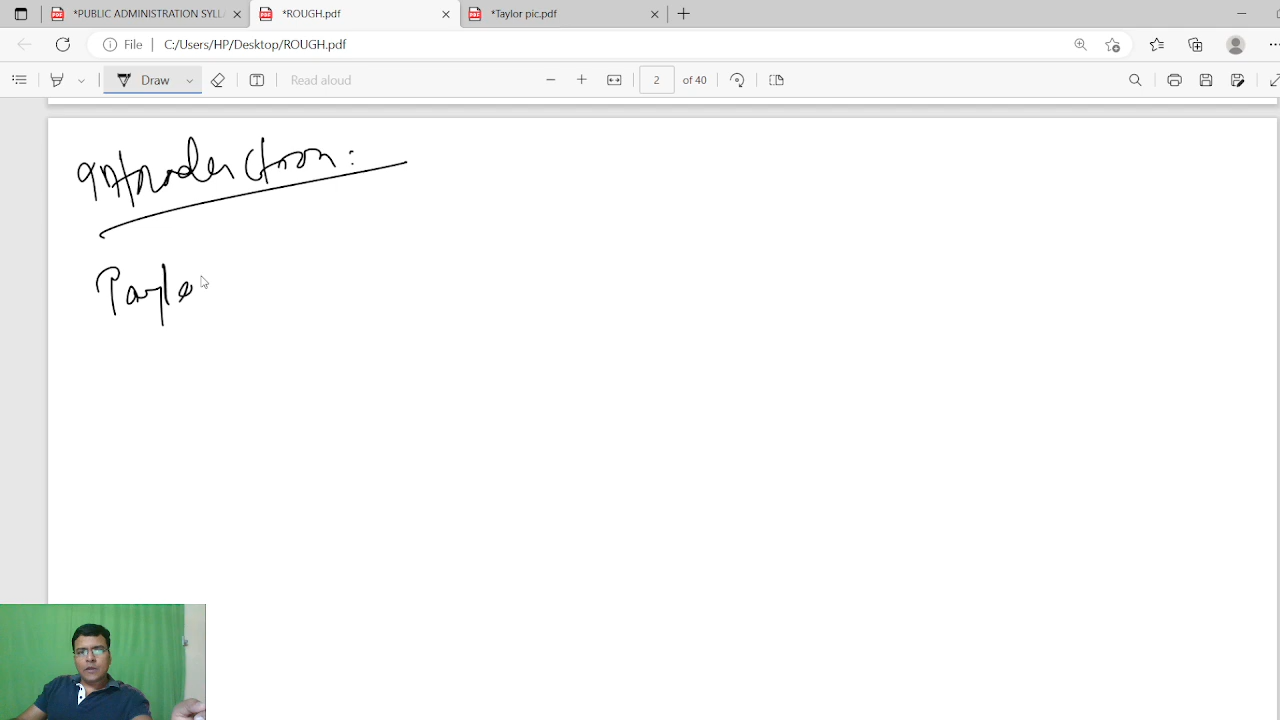 *PUBLIC ADMINISTRATION SYLL
*ROUGH.pdf
*Taylor pic.pdf
File
C:/Users/HP/Desktop/ROUGH.pdf
Draw
Read aloud
2
of 40
Introduction:
Taylo